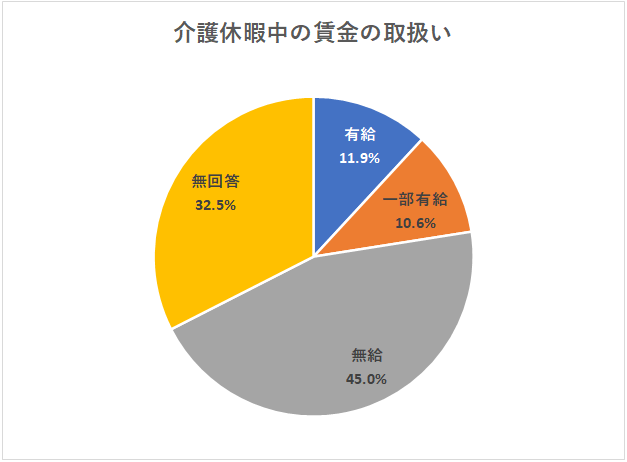 介護休暇中の賃金の取扱い
有給
11.9%
一部有給
10.6%
無給
45.0%
無回答
32.5%